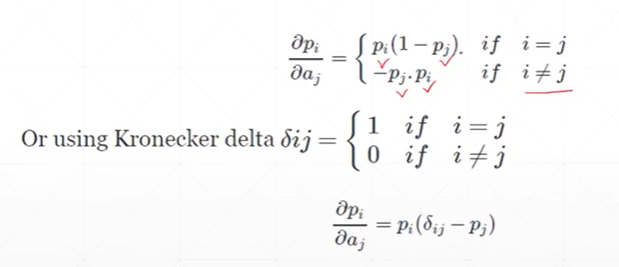 ∂pᵢ/∂aⱼ = { pᵢ(1 − pⱼ). if i = j
−pⱼ.pᵢ if i ≠ j
Or using Kronecker delta δij = { 1 if i = j
0 if i ≠ j
∂pᵢ/∂aⱼ = pᵢ(δᵢⱼ − pⱼ)